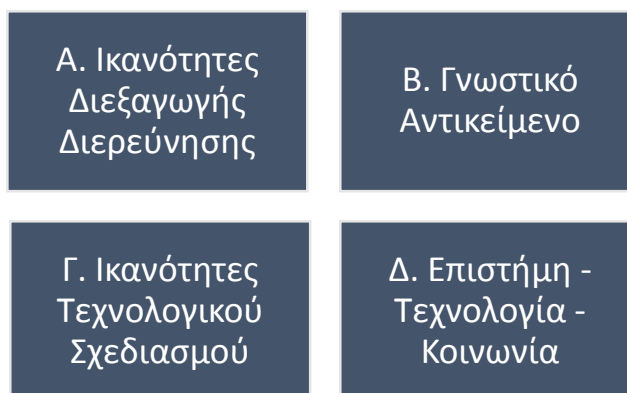 Α. Ικανότητες
Διεξαγωγής
Διερεύνησης
Β. Γνωστικό
Αντικείμενο
Γ. Ικανότητες
Τεχνολογικού
Σχεδιασμού
Δ. Επιστήμη -
Τεχνολογία -
Κοινωνία